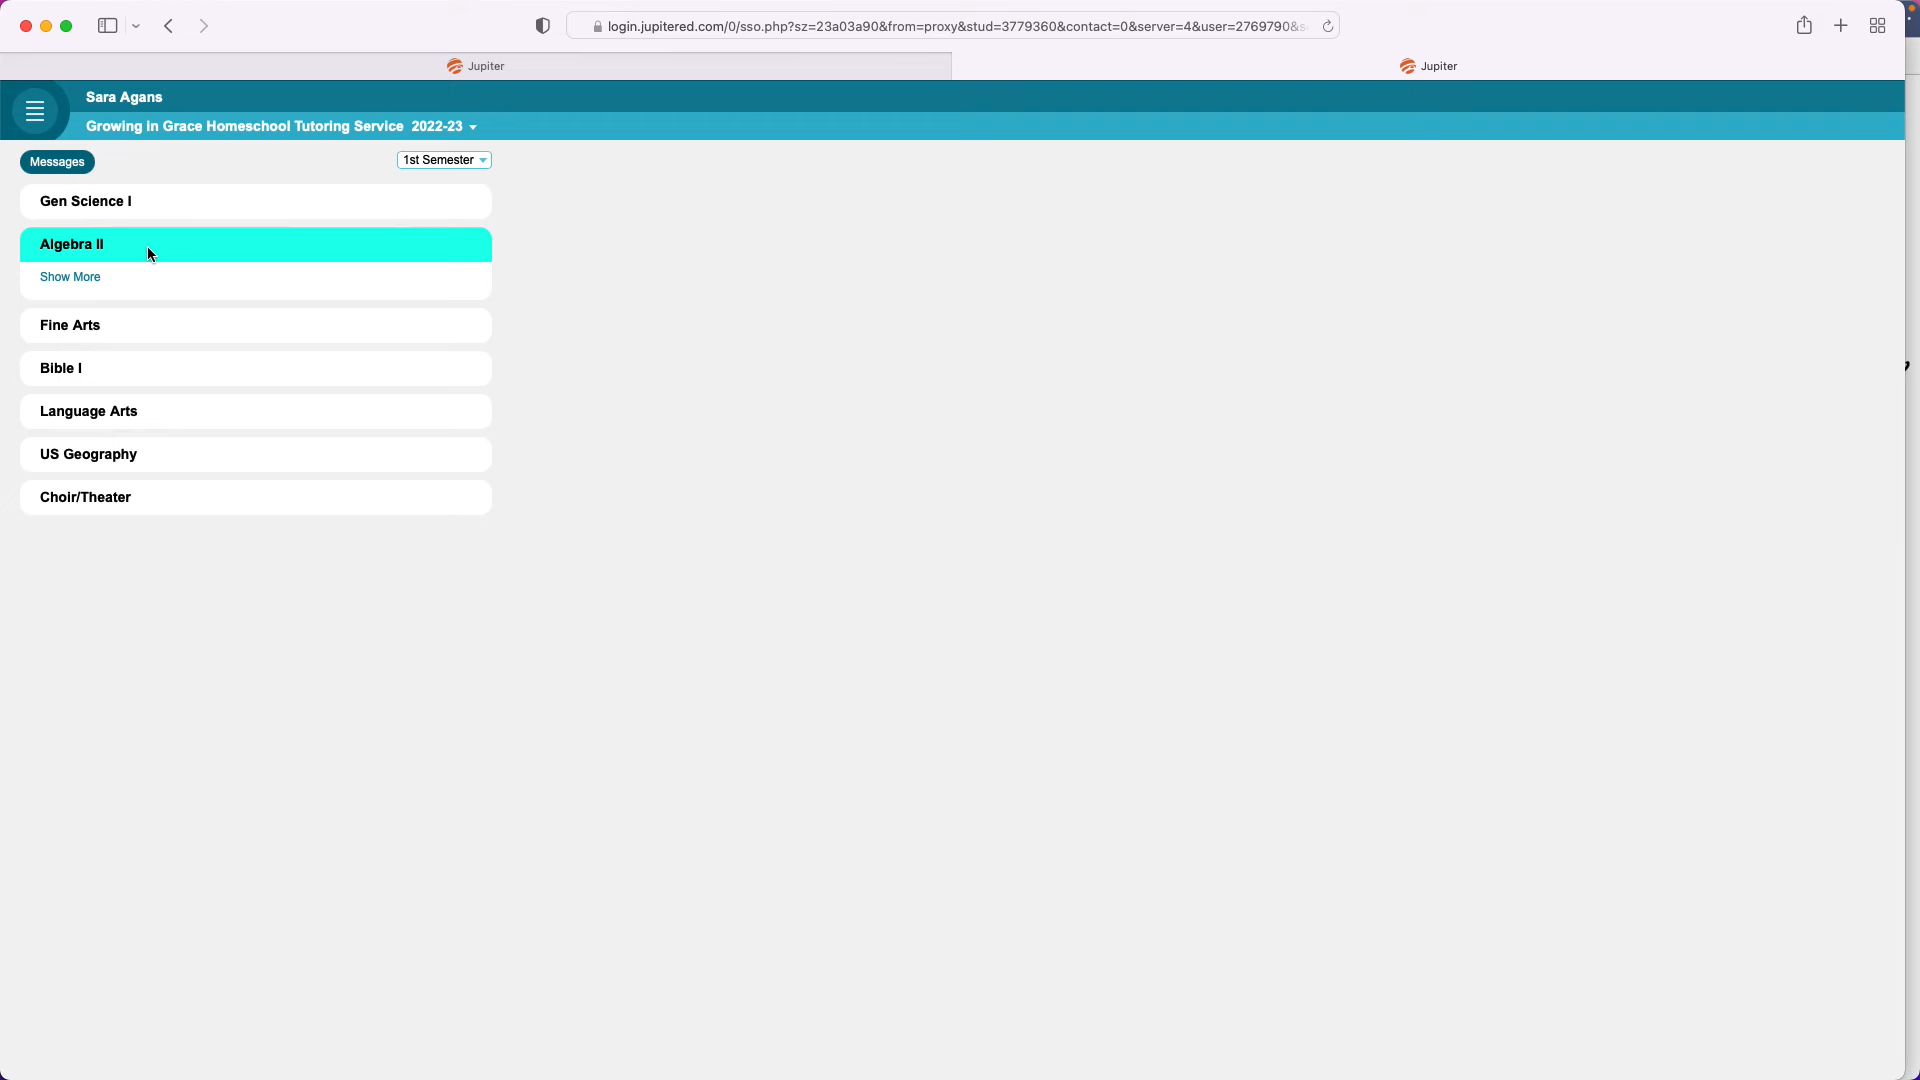 login.jupitered.com/0/sso.php?sz=23a03a90&from=proxy&stud=3779360&contact=0&server=4&user=2769790&s
Jupiter
Jupiter
Sara Agans
Growing in Grace Homeschool Tutoring Service 2022-23
Messages
1st Semester
Gen Science I
Algebra II
Show More
Fine Arts
Bible I
Language Arts
US Geography
Choir/Theater